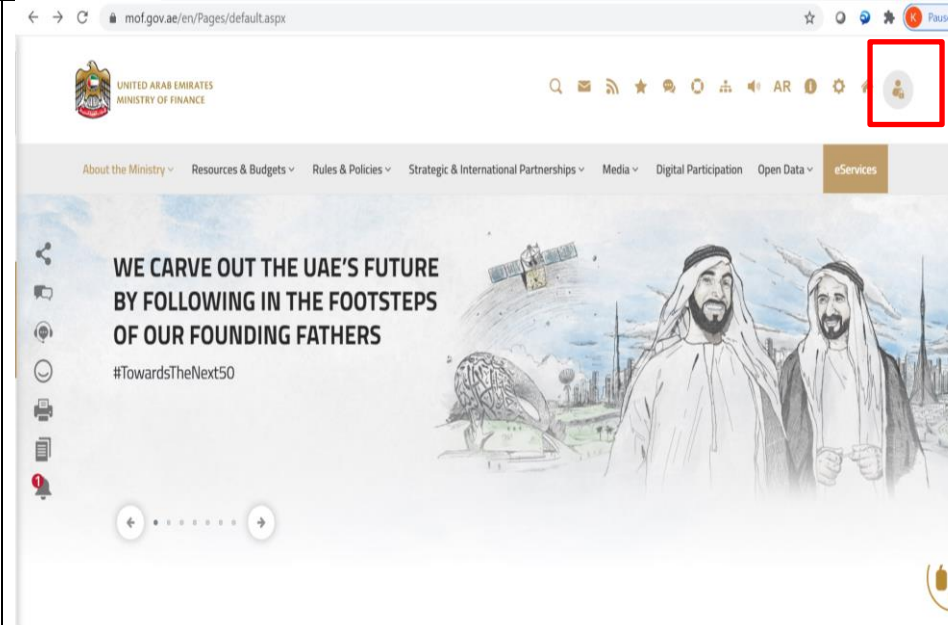 mof.gov.ae/en/Pages/default.aspx
K
UNITED ARAB EMIRATES
MINISTRY OF FINANCE
AR
About the Ministry
Resources & Budgets
Rules & Policies
Strategic & International Partnerships
Media
Digital Participation
Open Data
eServices
WE CARVE OUT THE UAE'S FUTURE
BY FOLLOWING IN THE FOOTSTEPS
OF OUR FOUNDING FATHERS
#TowardsTheNext50
1